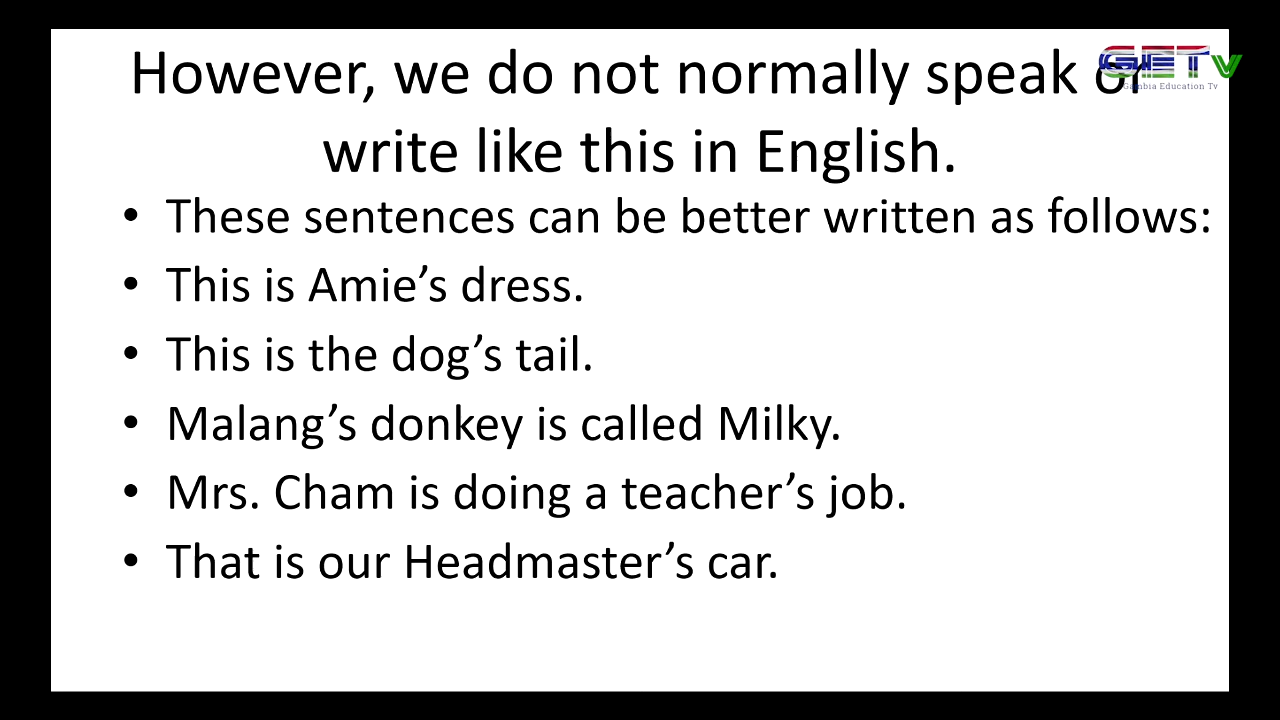 However, we do not normally speak or
write like this in English.
GETv
Gambia Education Tv
• These sentences can be better written as follows:
• This is Amie’s dress.
• This is the dog’s tail.
• Malang’s donkey is called Milky.
• Mrs. Cham is doing a teacher’s job.
• That is our Headmaster’s car.